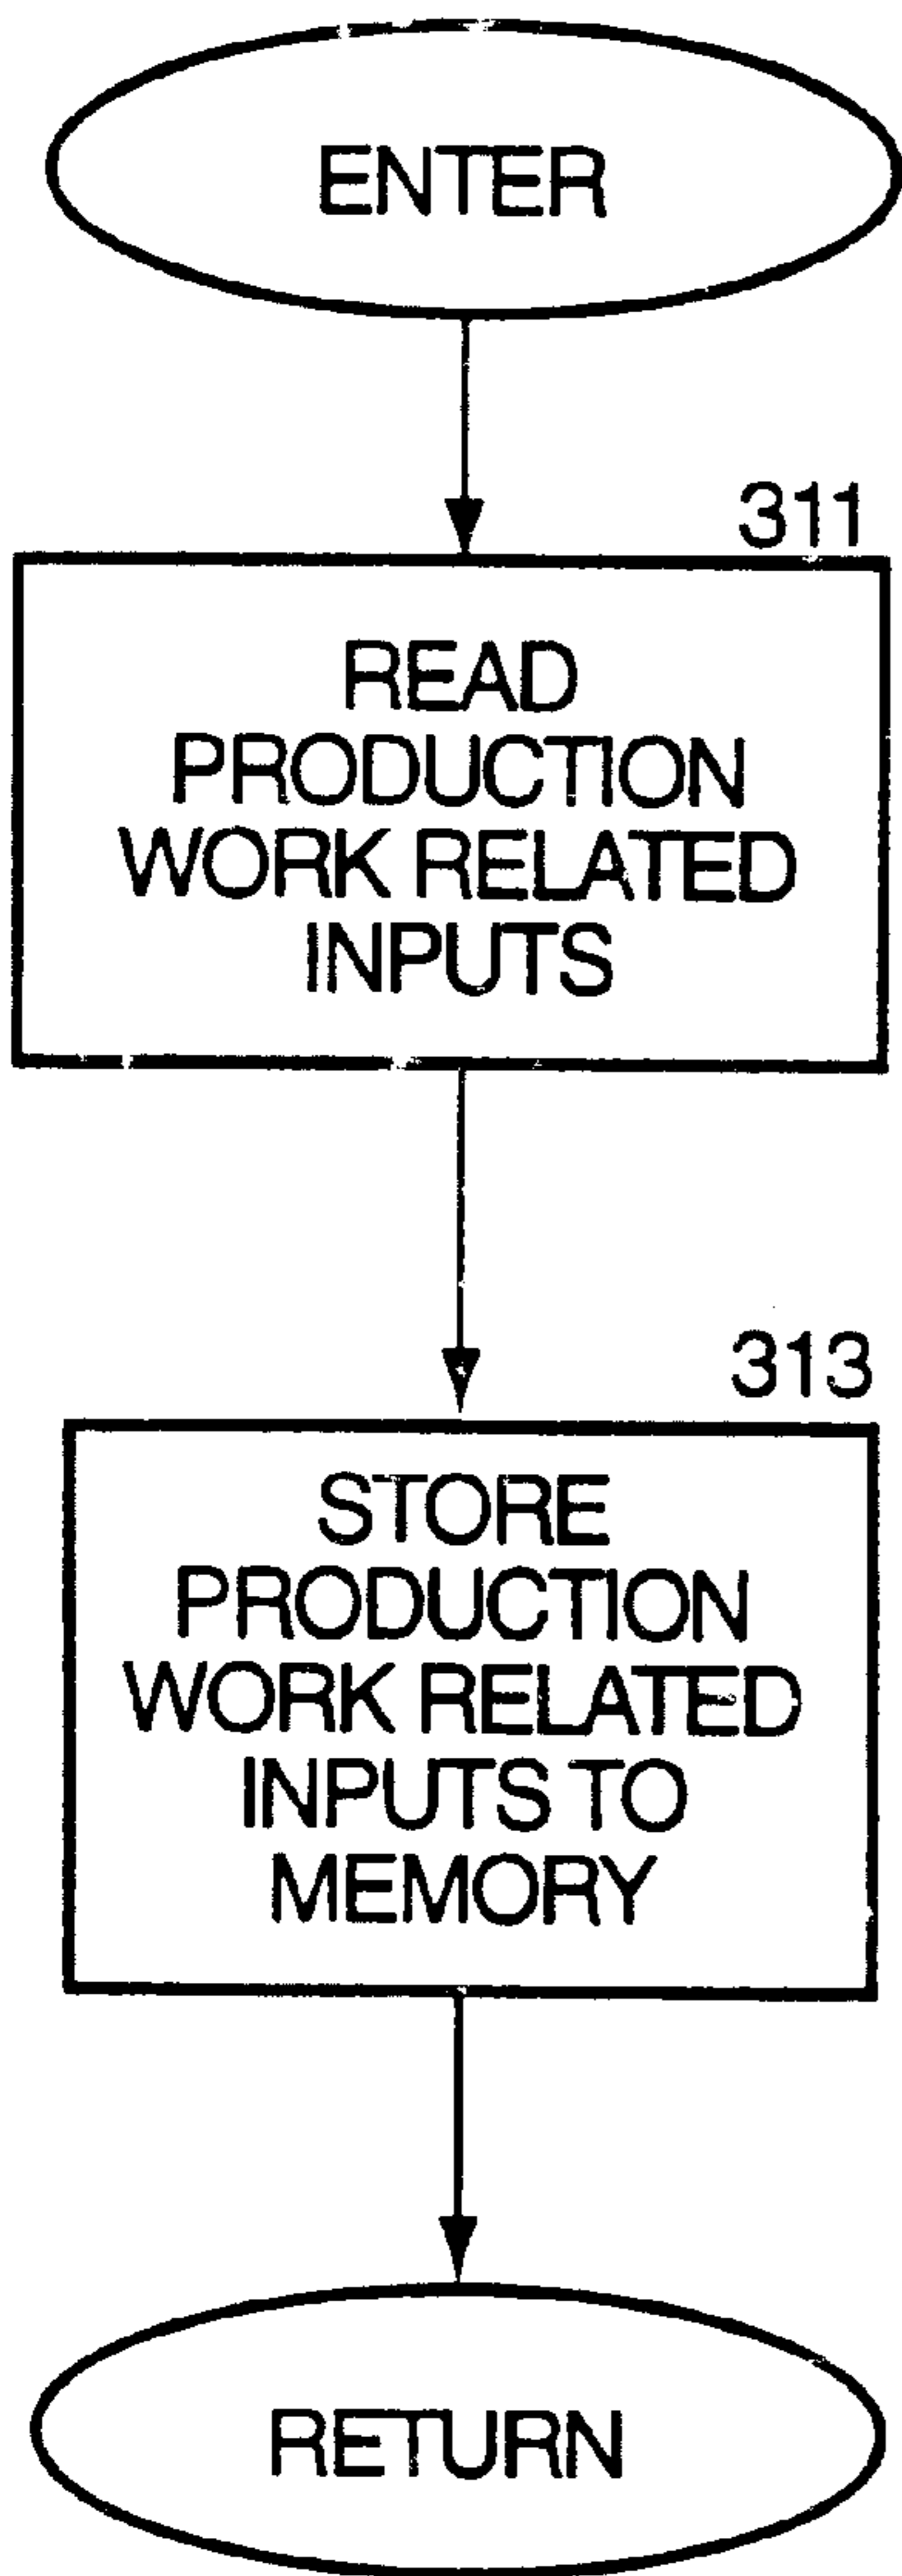 ENTER
311
READ
PRODUCTION
WORK RELATED
INPUTS
313
STORE
PRODUCTION
WORK RELATED
INPUTS TO
MEMORY
RETURN